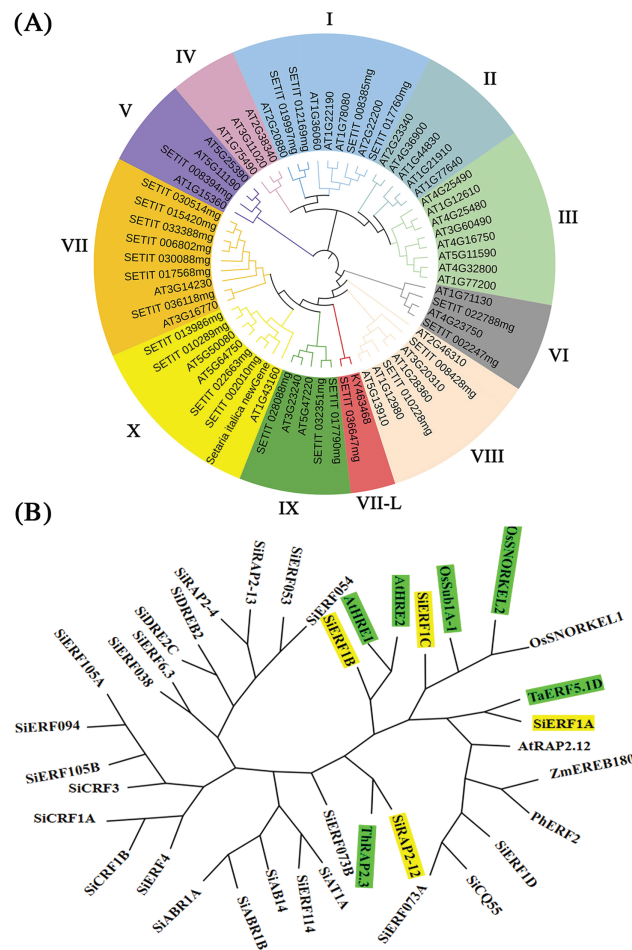 (A)
I
II
III
VI
VIII
VII-L
IX
X
VII
V
IV
SETIT 019997mg
SETIT 012169mg
AT1G36060
AT1G22190
AT1G78080
SETIT 008385mg
AT2G22200
SETIT 017760mg
AT2G23340
AT4G36900
AT1G44830
AT1G21910
AT1G77640
AT4G25490
AT1G12610
AT4G25480
AT3G60490
AT4G16750
AT5G11590
AT4G32800
AT1G77200
AT1G71130
SETIT 022788mg
AT4G23750
SETIT 002247mg
AT2G46310
SETIT 008428mg
AT3G20310
AT1G28360
SETIT 010228mg
AT1G12980
AT5G13910
KY463468
SETIT 036647mg
SETIT 017790mg
SETIT 032351mg
AT5G47220
AT3G23240
SETIT 028088mg
AT1G43160
Setaria italica newGene
SETIT 002010mg
SETIT 022663mg
AT5G64750
AT5G50080
SETIT 010289mg
SETIT 013986mg
AT3G16770
SETIT 036118mg
AT3G14230
SETIT 017568mg
SETIT 030088mg
SETIT 006802mg
SETIT 033388mg
SETIT 015420mg
SETIT 030514mg
AT1G15360
SETIT 008394mg
AT5G11190
AT5G25390
AT1G75490
AT3G11020
AT2G38340
AT2G20880
(B)
SiERF105A
SiERF038
SiERF6.3
SiDRE2C
SiDREB2
SiRAP2-4
SiRAP2-13
SiERF053
SiERF054
SiERF1B
AtHRE1
AtHRE2
SiERF1C
OsSub1A-1
OsSNORKEL2
OsSNORKEL1
TaERF5.1D
SiERF1A
AtRAP2.12
ZmEREB180
PhERF2
SiERF1D
SiCQ55
SiERF073A
SiRAP2-12
ThRAP2.3
SiERF073B
SiAT1A
SiERF114
SiAB14
SiABR1B
SiABR1A
SiERF4
SiCRF1B
SiCRF1A
SiCRF3
SiERF105B
SiERF094